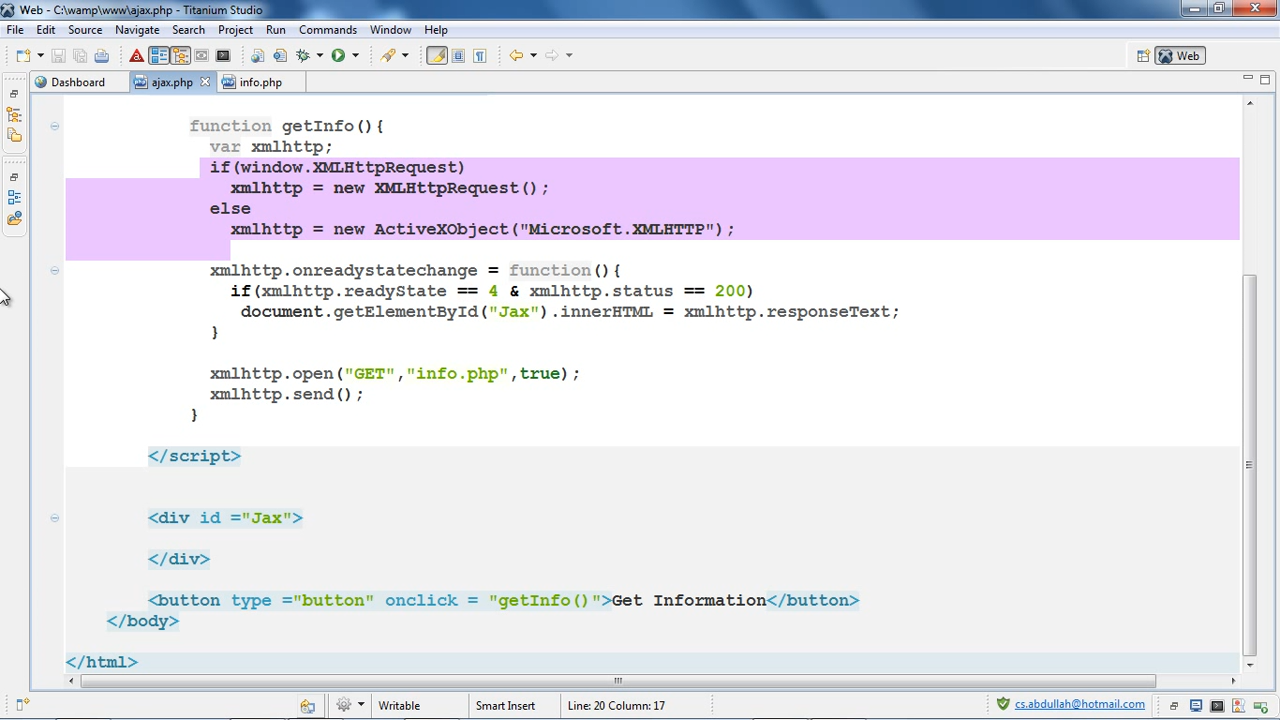 Web - C:\wamp\www\ajax.php - Titanium Studio
File Edit Source Navigate Search Project Run Commands Window Help
Web
Dashboard ajax.php info.php
function getInfo(){
var xmlhttp;
if(window.XMLHttpRequest)
xmlhttp = new XMLHttpRequest();
else
xmlhttp = new ActiveXObject("Microsoft.XMLHTTP");
xmlhttp.onreadystatechange = function(){
if(xmlhttp.readyState == 4 & xmlhttp.status == 200)
document.getElementById("Jax").innerHTML = xmlhttp.responseText;
}
xmlhttp.open("GET","info.php",true);
xmlhttp.send();
}
</script>
<div id ="Jax">
</div>
<button type ="button" onclick = "getInfo()">Get Information</button>
</body>
</html>
Writable Smart Insert Line: 20 Column: 17 cs.abdullah@hotmail.com